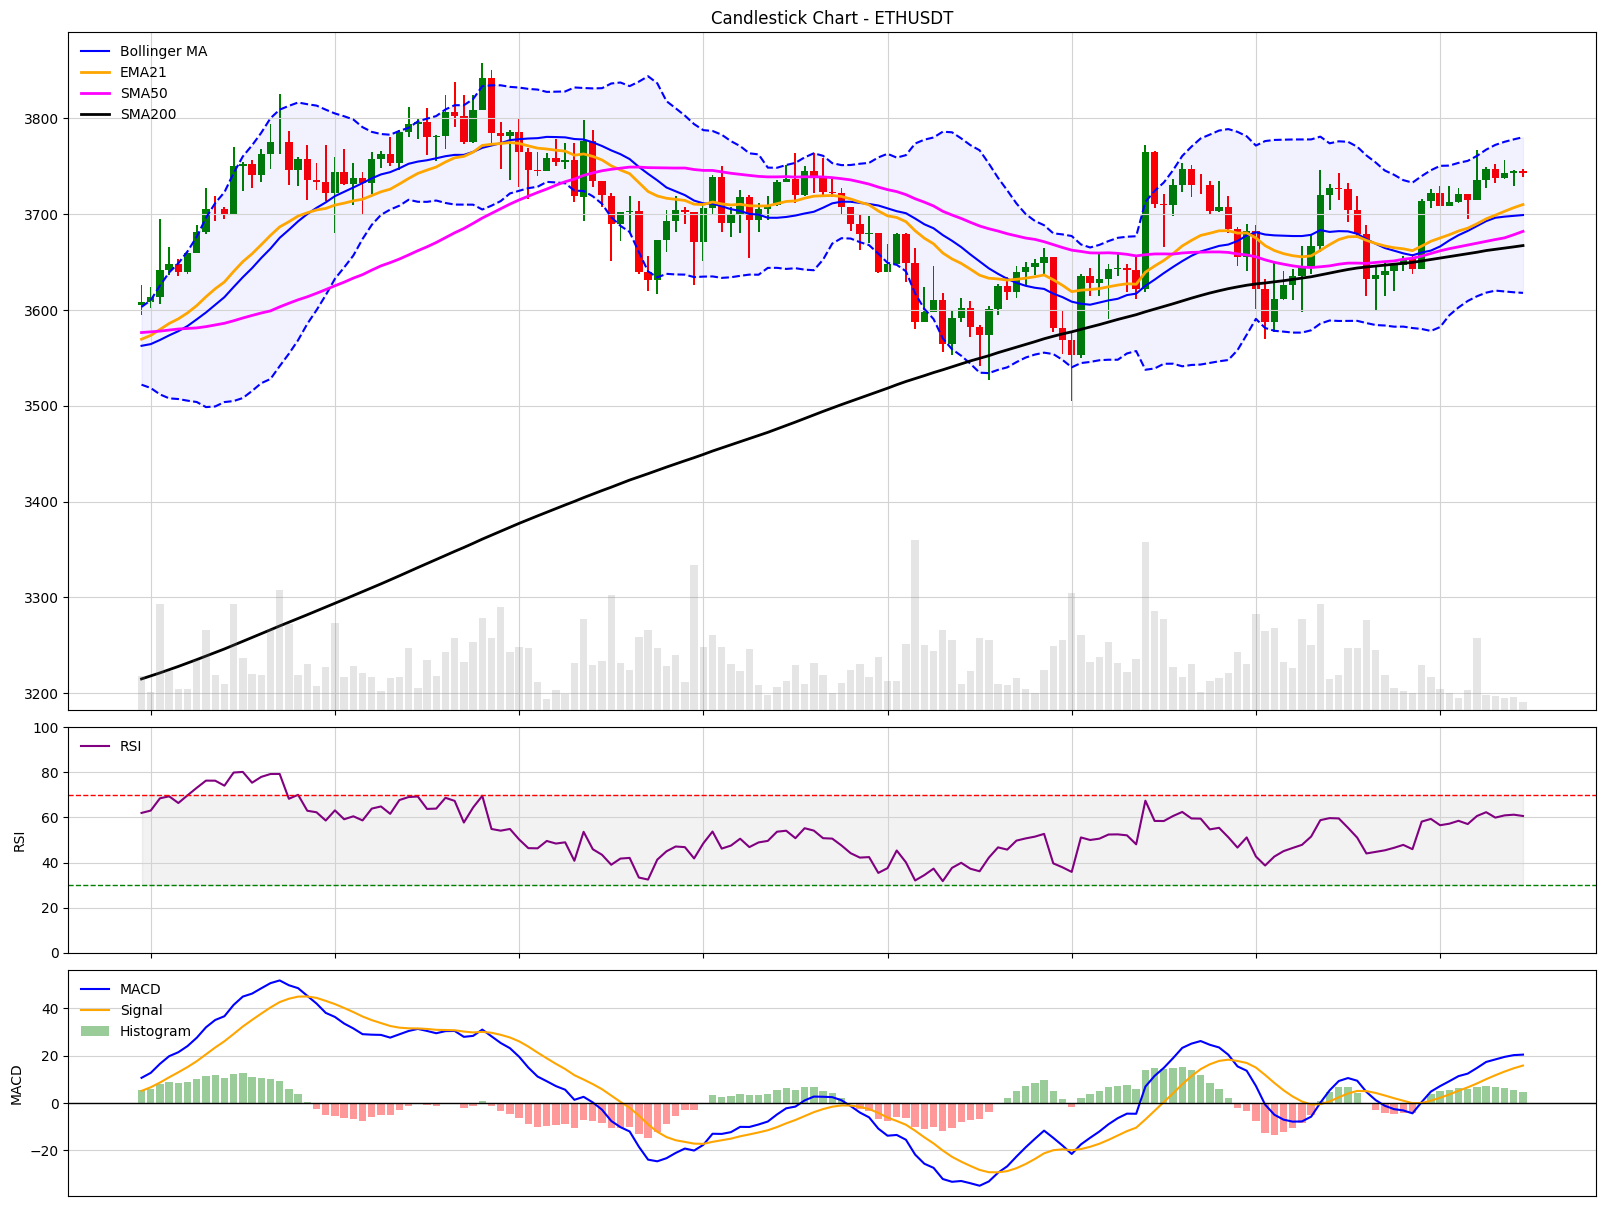 Candlestick Chart - ETHUSDT
Bollinger MA
EMA21
SMA50
SMA200
3800
3700
3600
3500
3400
3300
3200
RSI
100
80
60
40
20
0
RSI
MACD
Signal
Histogram
40
20
0
−20
MACD